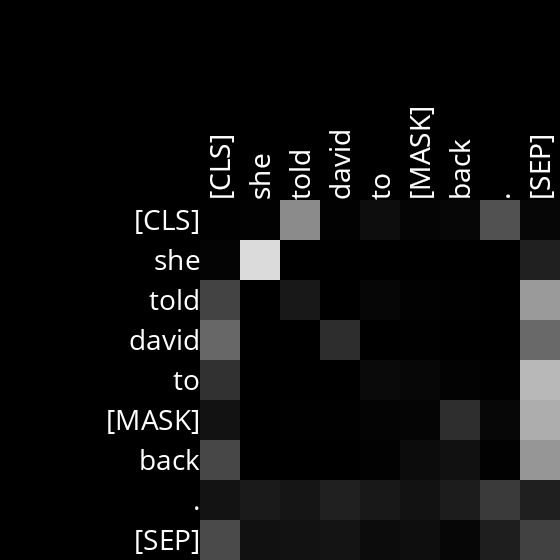 [CLS] she told david to [MASK] back . [SEP]
[CLS]
she
told
david
to
[MASK]
back
.
[SEP]